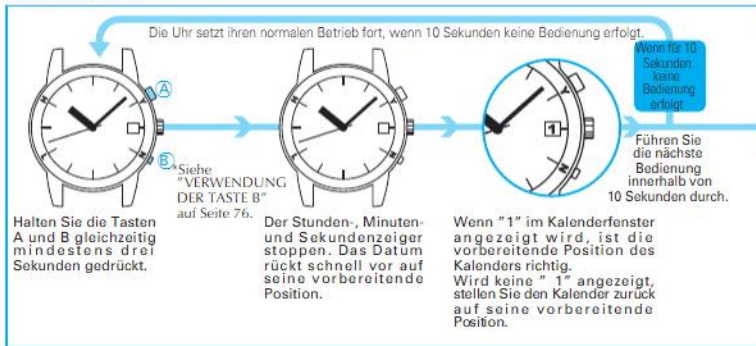 Die Uhr setzt ihren normalen Betrieb fort, wenn 10 Sekunden keine Bedienung erfolgt.
Wenn für 10
Sekunden
keine
Bedienung
erfolgt
A
B
*Siehe
"VERWENDUNG
DER TASTE B"
auf Seite 76.
1
Führen Sie
die nächste
Bedienung
innerhalb von
10 Sekunden durch.
Halten Sie die Tasten
A und B gleichzeitig
mindestens drei
Sekunden gedrückt.
Der Stunden-, Minuten-
und Sekundenzeiger
stoppen. Das Datum
rückt schnell vor auf
seine vorbereitende
Position.
Wenn "1" im Kalenderfenster
angezeigt wird, ist die
vorbereitende Position des
Kalenders richtig.
Wird keine " 1" angezeigt,
stellen Sie den Kalender zurück
auf seine vorbereitende
Position.